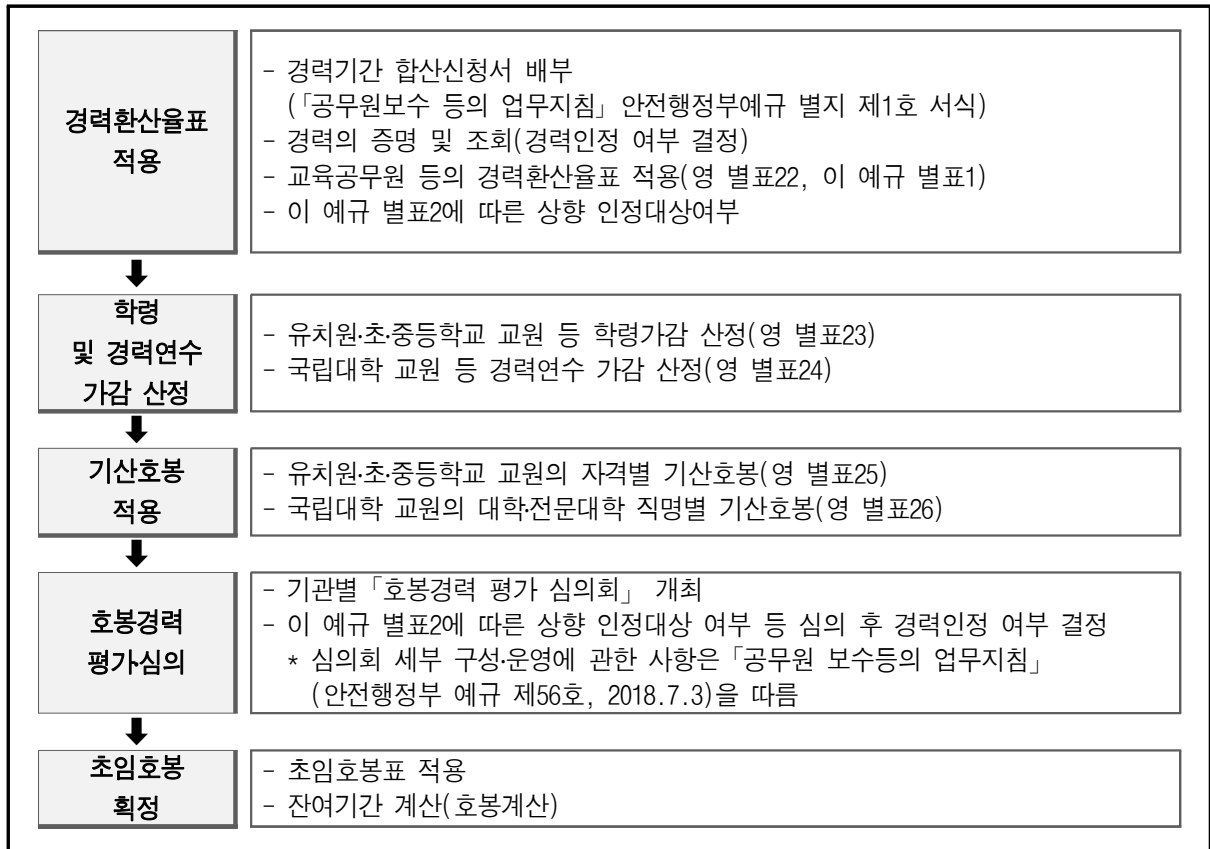 경력환산율표
적용
- 경력기간 합산신청서 배부
(「공무원보수 등의 업무지침」안전행정부예규 별지 제1호 서식)
- 경력의 증명 및 조회(경력인정 여부 결정)
- 교육공무원 등의 경력환산율표 적용(영 별표22, 이 예규 별표1)
- 이 예규 별표2에 따른 상향 인정대상여부
학령
및 경력연수
가감 산정
- 유치원·초·중등학교 교원 등 학령가감 산정(영 별표23)
- 국립대학 교원 등 경력연수 가감 산정(영 별표24)
기산호봉
적용
- 유치원·초·중등학교 교원의 자격별 기산호봉(영 별표25)
- 국립대학 교원의 대학·전문대학 직명별 기산호봉(영 별표26)
호봉경력
평가·심의
- 기관별「호봉경력 평가 심의회」 개최
- 이 예규 별표2에 따른 상향 인정대상 여부 등 심의 후 경력인정 여부 결정
* 심의회 세부 구성·운영에 관한 사항은「공무원 보수등의 업무지침」
(안전행정부 예규 제56호, 2018.7.3)을 따름
초임호봉
획정
- 초임호봉표 적용
- 잔여기간 계산(호봉계산)